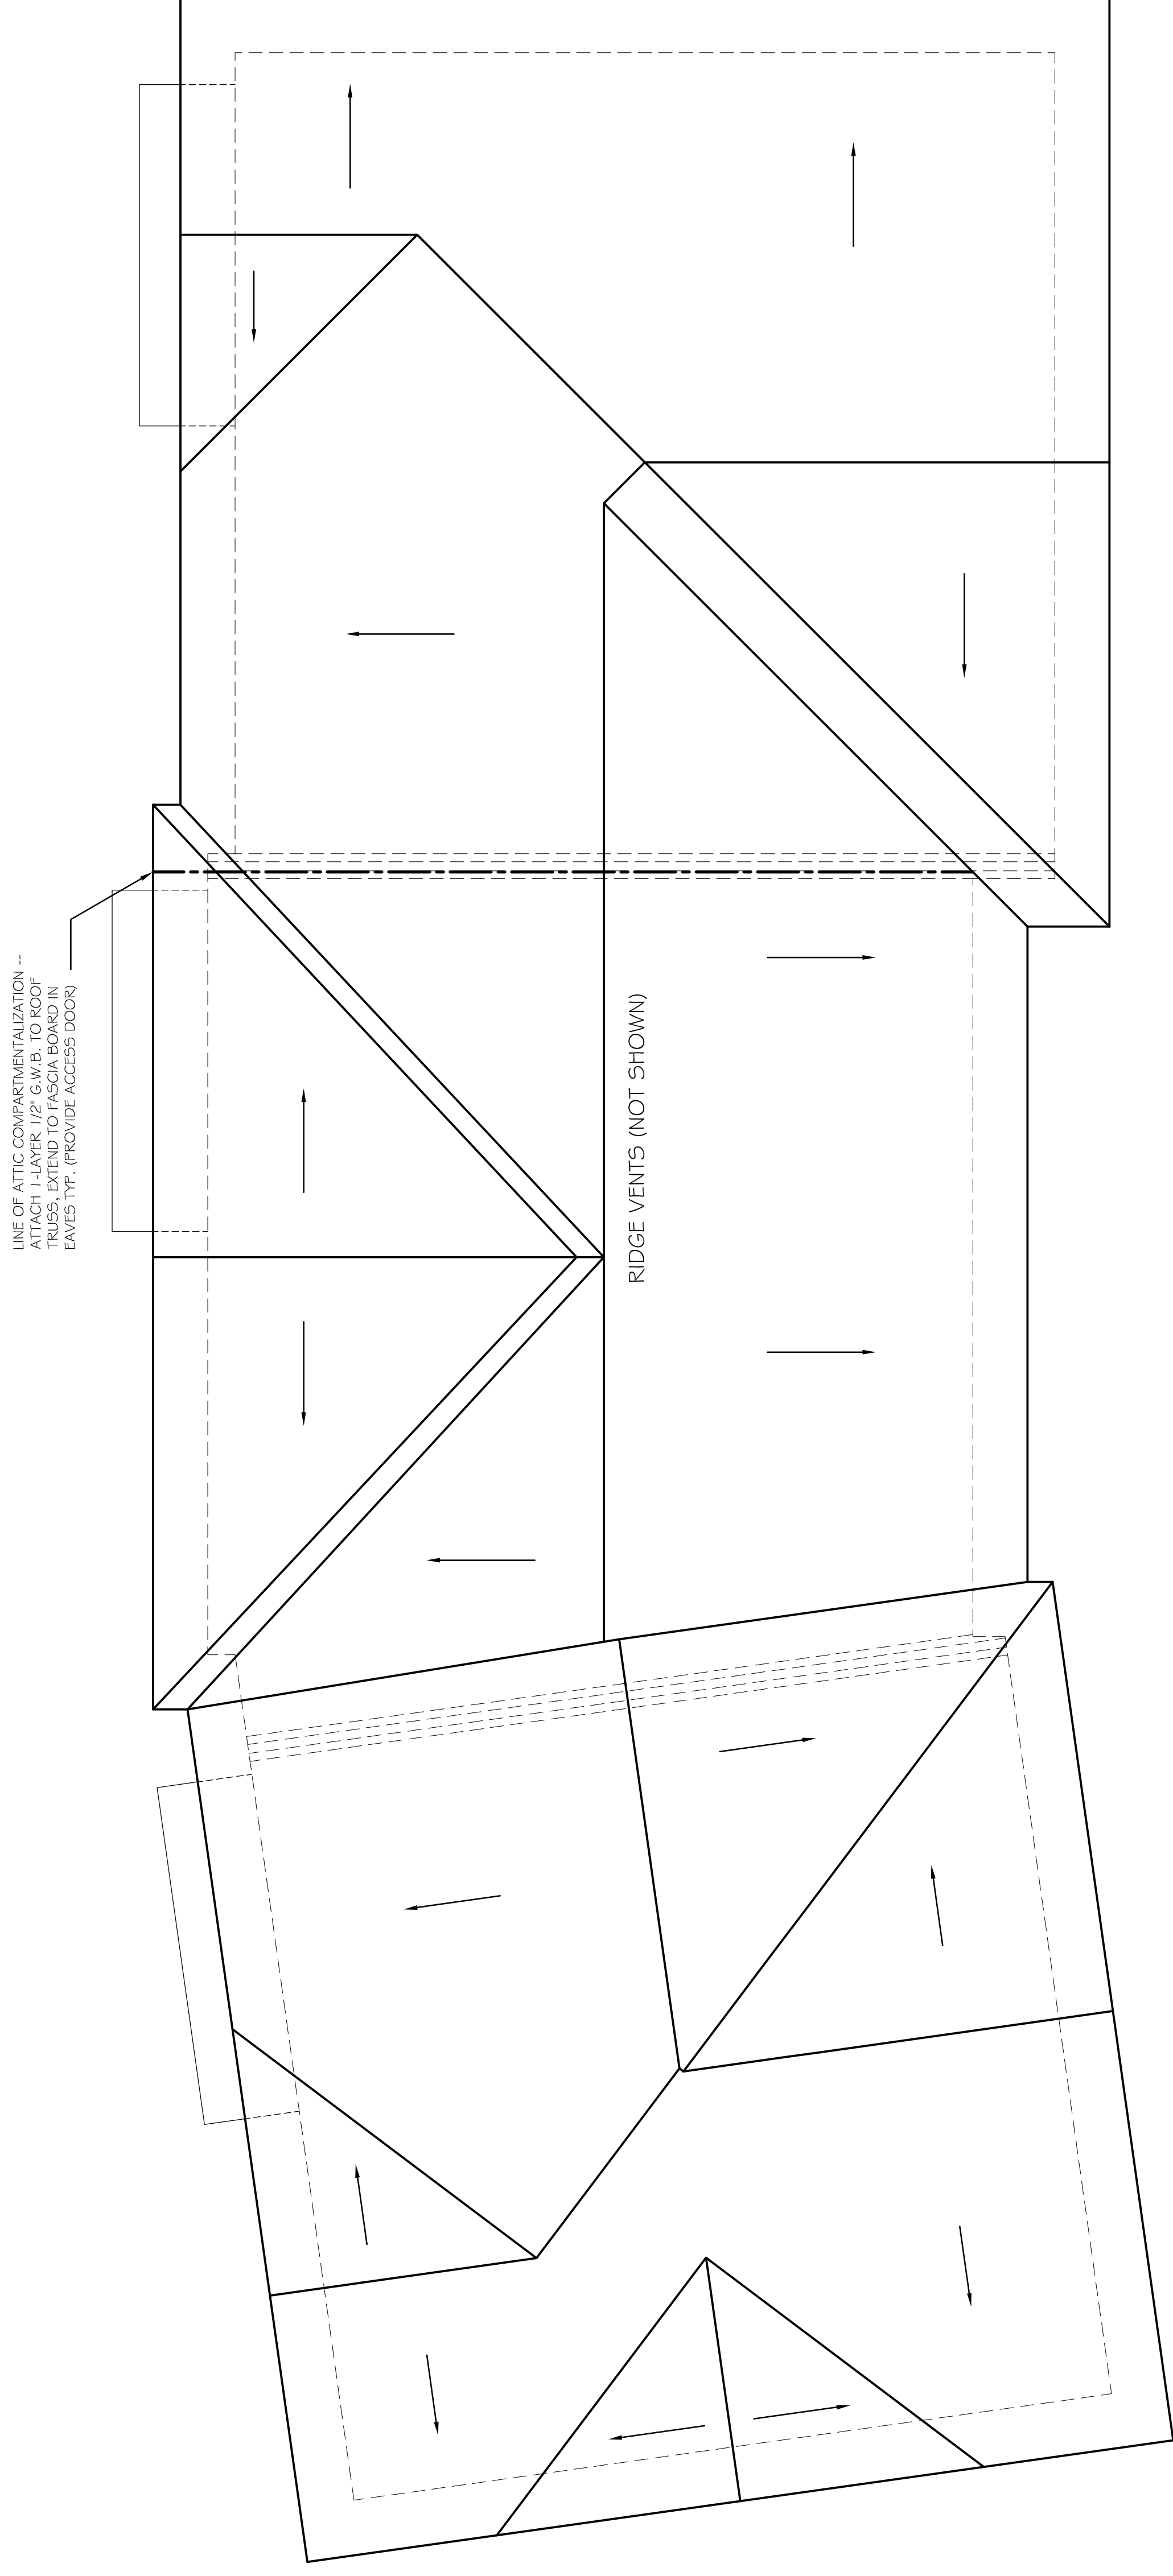 LINE OF ATTIC COMPARTMENTALIZATION --
ATTACH 1-LAYER 1/2" G.W.B. TO ROOF
TRUSS, EXTEND TO FASCIA BOARD IN
EAVES TYP. (PROVIDE ACCESS DOOR)
RIDGE VENTS (NOT SHOWN)